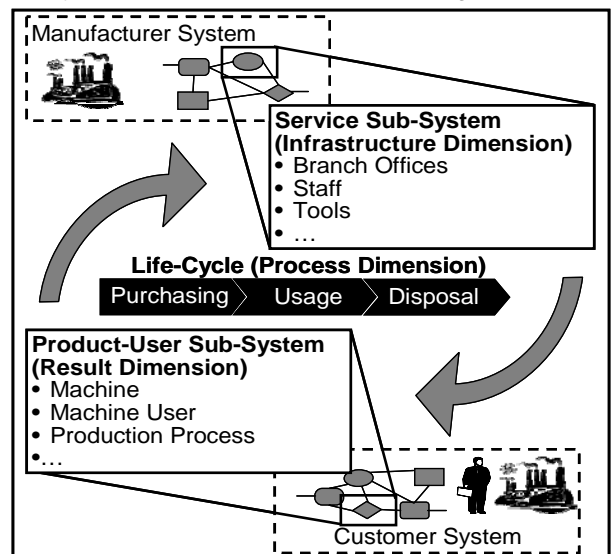 Manufacturer System
Service Sub-System
(Infrastructure Dimension)
• Branch Offices
• Staff
• Tools
• …
Life-Cycle (Process Dimension)
Purchasing Usage Disposal
Product-User Sub-System
(Result Dimension)
• Machine
• Machine User
• Production Process
•…
Customer System